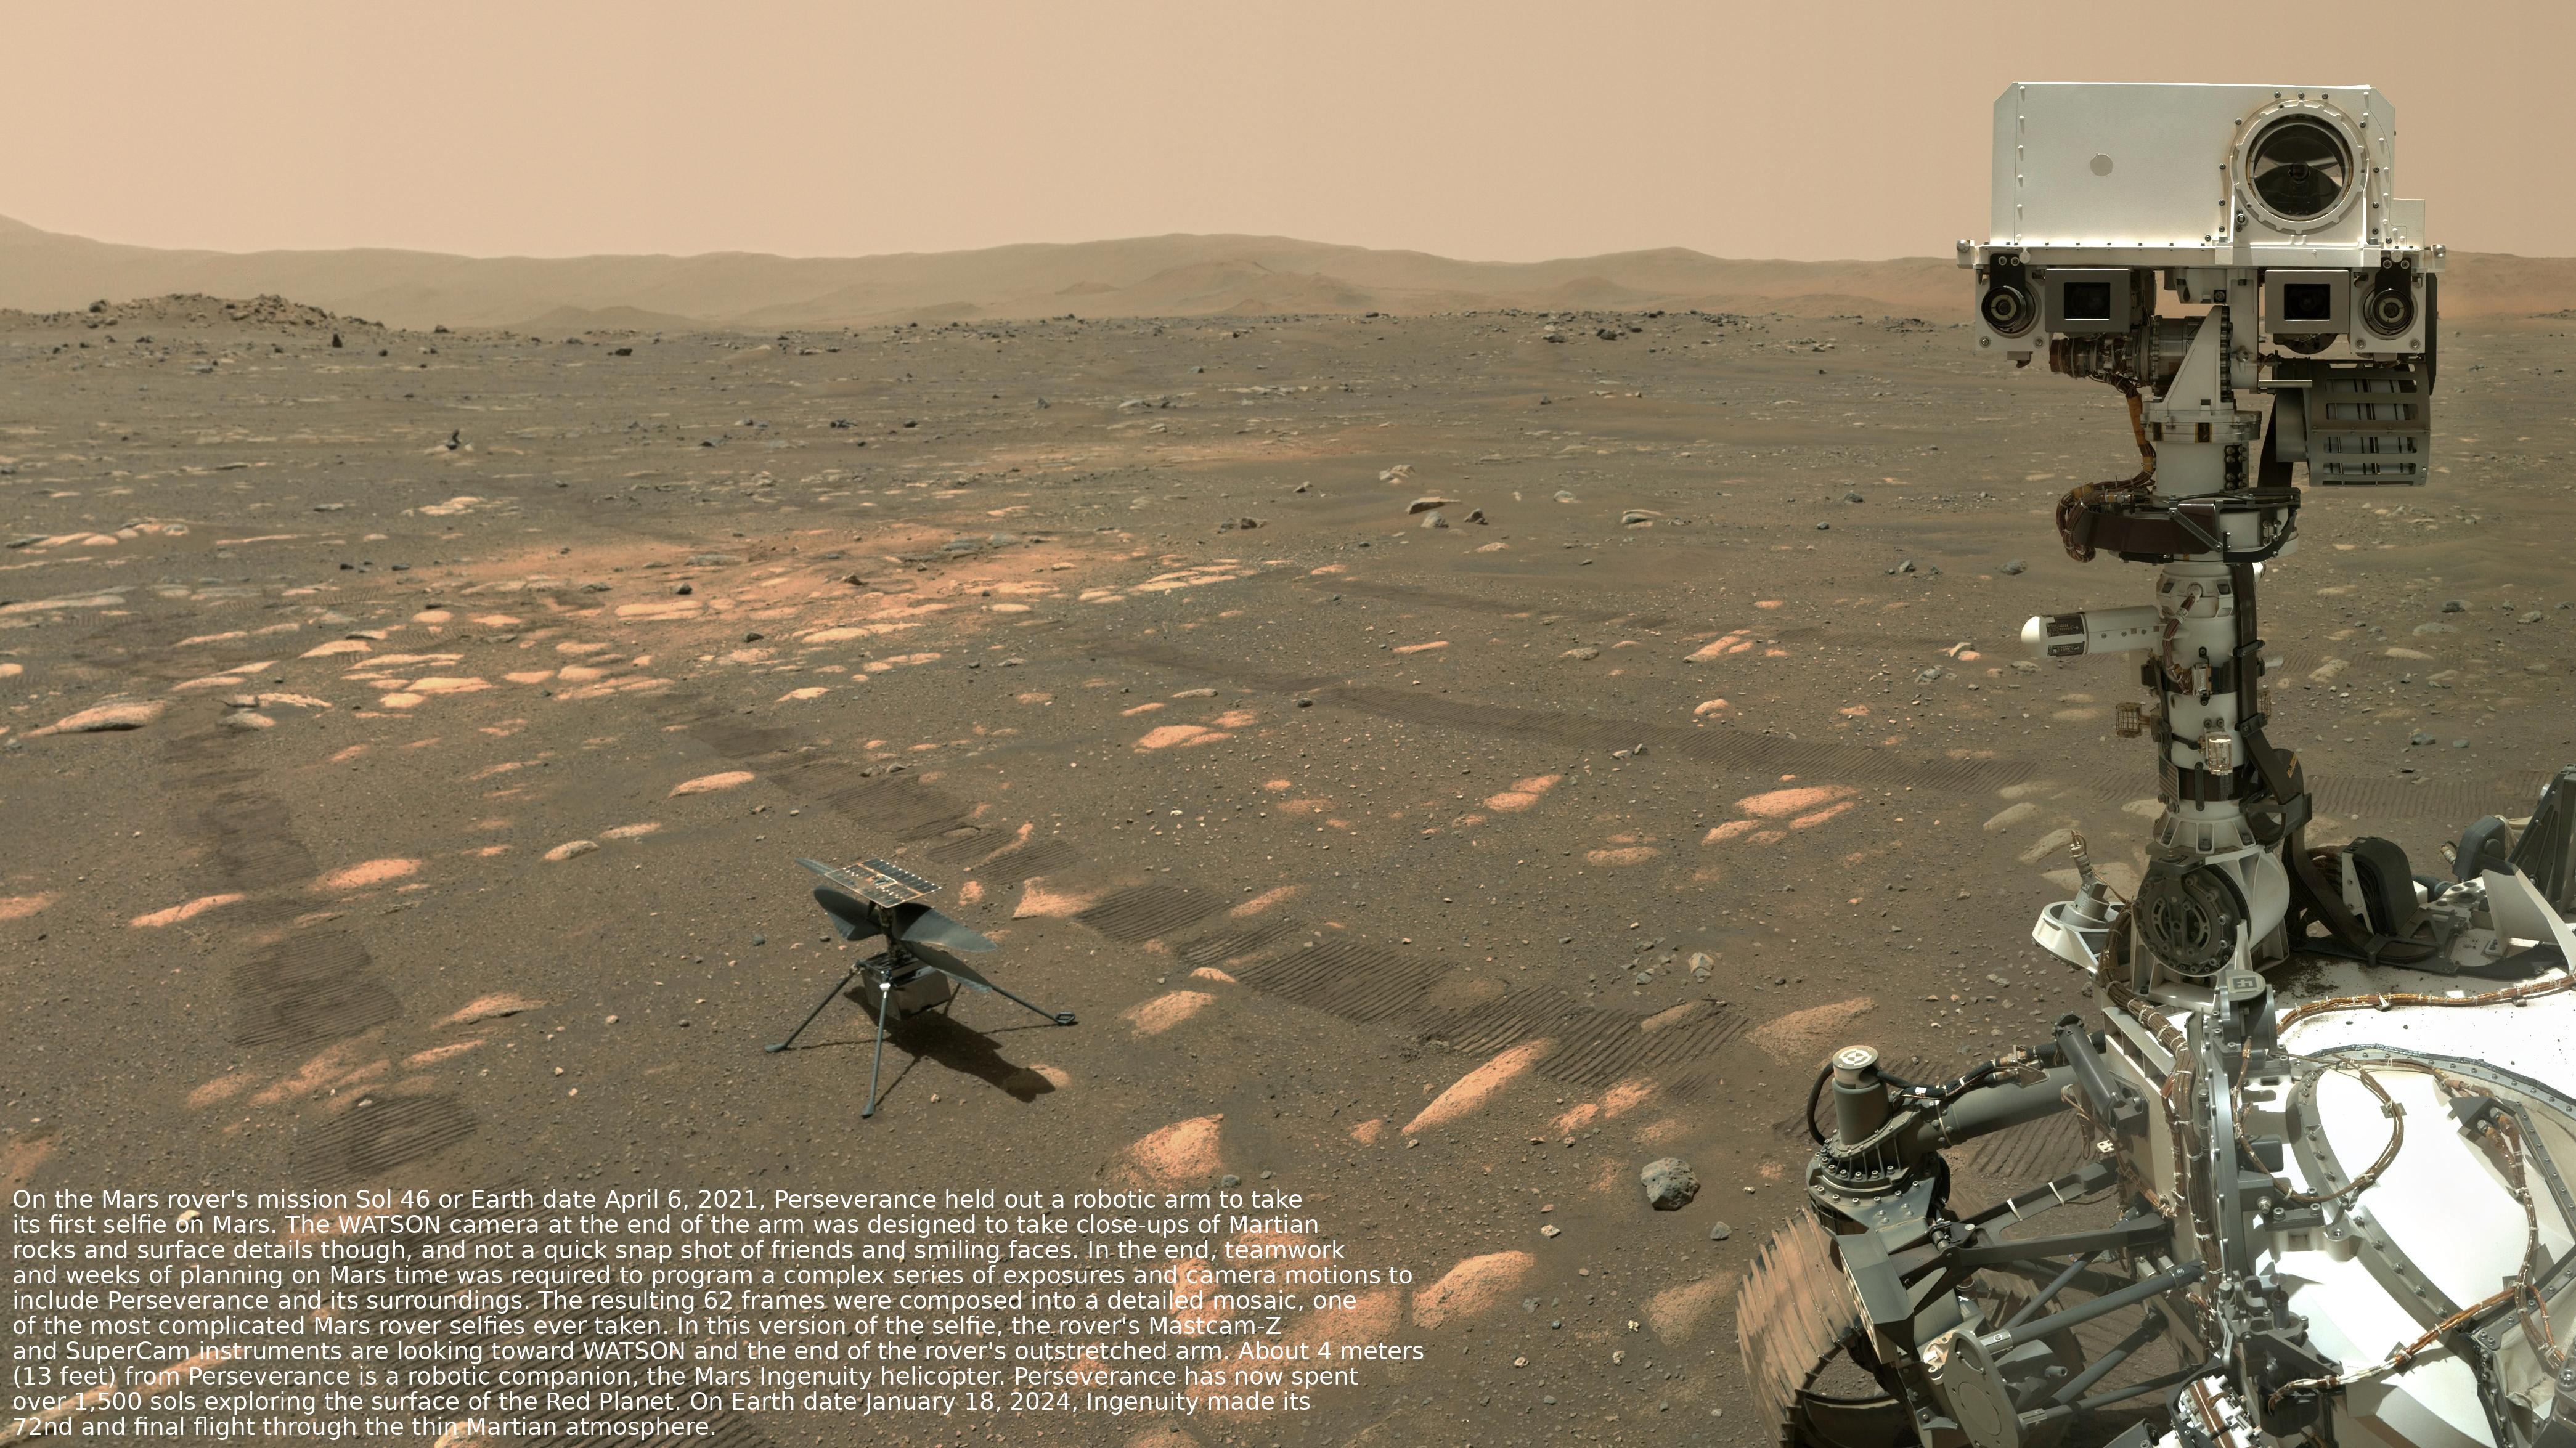 On the Mars rover's mission Sol 46 or Earth date April 6, 2021, Perseverance held out a robotic arm to take
its first selfie on Mars. The WATSON camera at the end of the arm was designed to take close-ups of Martian
rocks and surface details though, and not a quick snap shot of friends and smiling faces. In the end, teamwork
and weeks of planning on Mars time was required to program a complex series of exposures and camera motions to
include Perseverance and its surroundings. The resulting 62 frames were composed into a detailed mosaic, one
of the most complicated Mars rover selfies ever taken. In this version of the selfie, the rover's Mastcam-Z
and SuperCam instruments are looking toward WATSON and the end of the rover's outstretched arm. About 4 meters
(13 feet) from Perseverance is a robotic companion, the Mars Ingenuity helicopter. Perseverance has now spent
over 1,500 sols exploring the surface of the Red Planet. On Earth date January 18, 2024, Ingenuity made its
72nd and final flight through the thin Martian atmosphere.